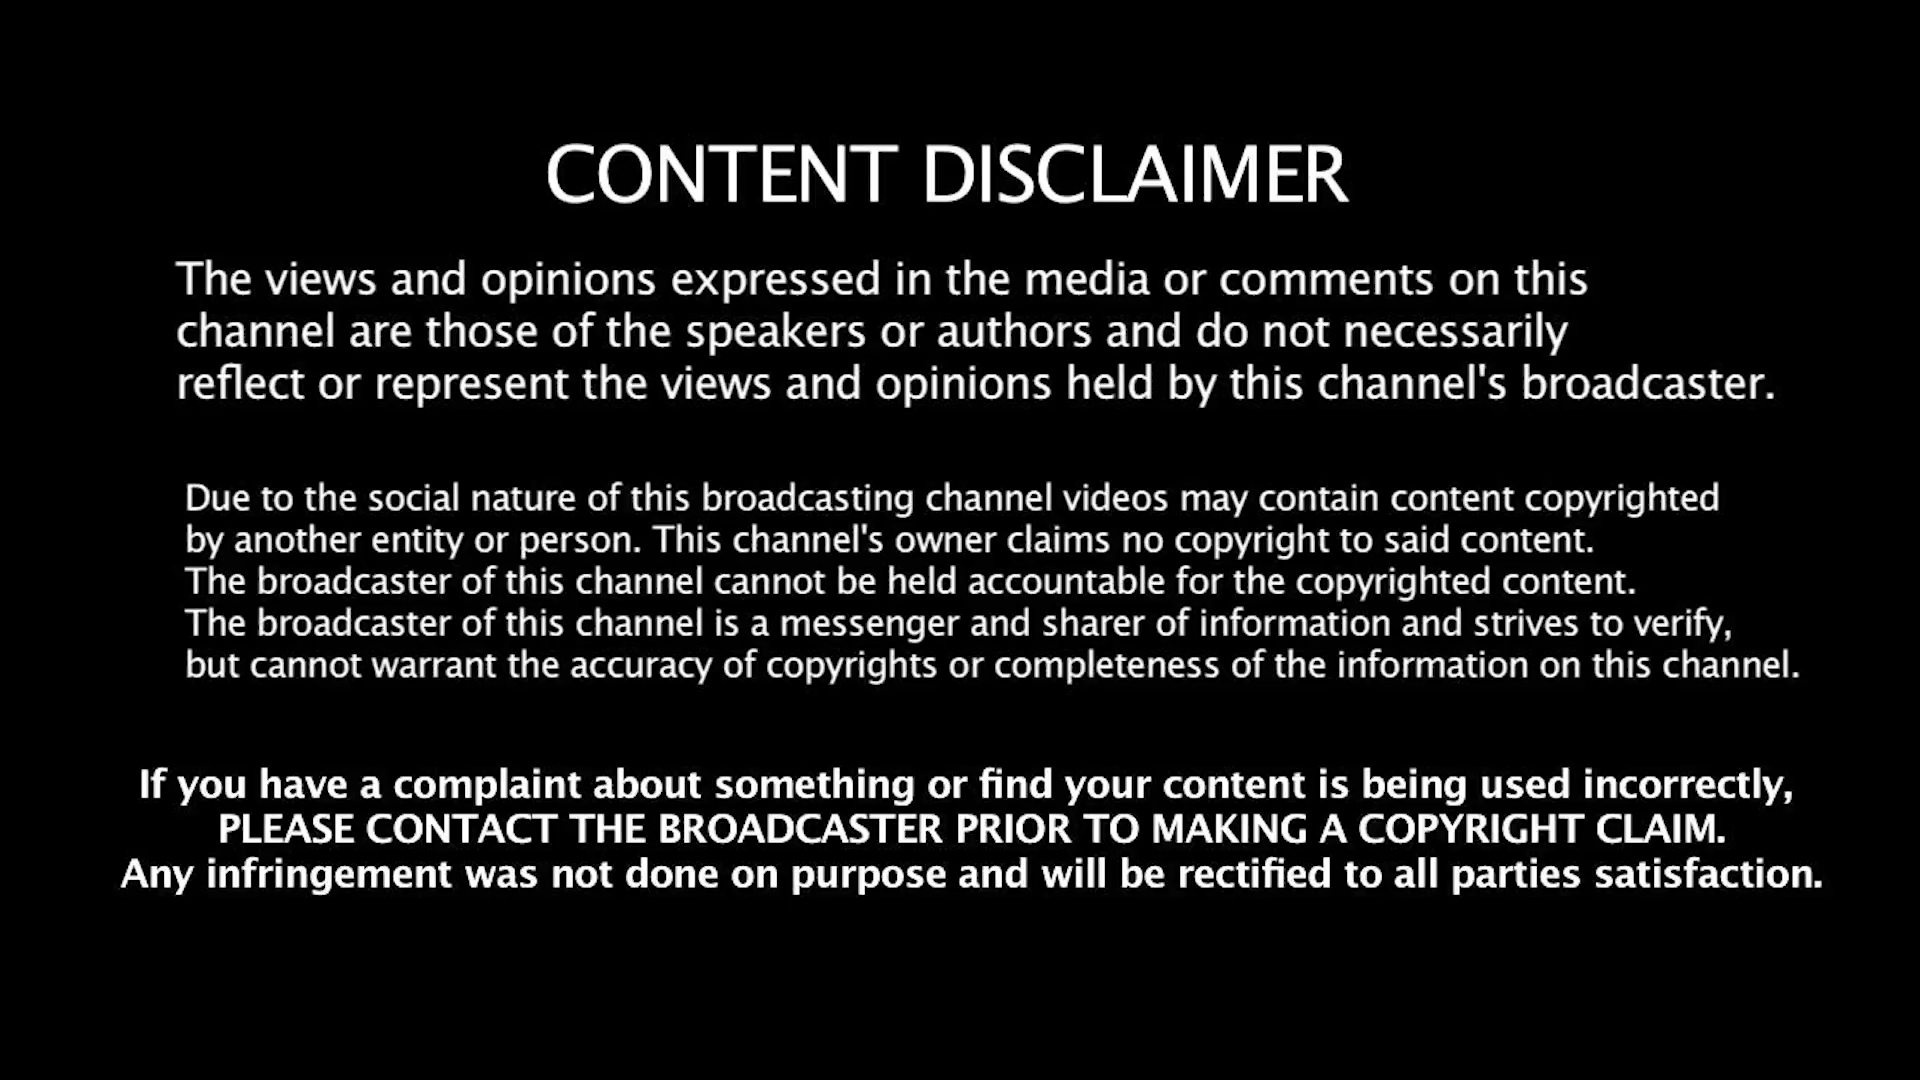 CONTENT DISCLAIMER
The views and opinions expressed in the media or comments on this
channel are those of the speakers or authors and do not necessarily
reflect or represent the views and opinions held by this channel's broadcaster.
Due to the social nature of this broadcasting channel videos may contain content copyrighted
by another entity or person. This channel's owner claims no copyright to said content.
The broadcaster of this channel cannot be held accountable for the copyrighted content.
The broadcaster of this channel is a messenger and sharer of information and strives to verify,
but cannot warrant the accuracy of copyrights or completeness of the information on this channel.
If you have a complaint about something or find your content is being used incorrectly,
PLEASE CONTACT THE BROADCASTER PRIOR TO MAKING A COPYRIGHT CLAIM.
Any infringement was not done on purpose and will be rectified to all parties satisfaction.